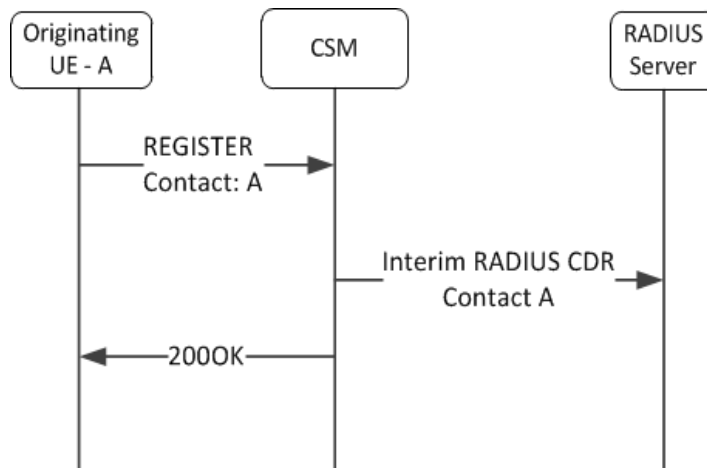 Originating
UE - A
CSM
RADIUS
Server
REGISTER
Contact: A
Interim RADIUS CDR
Contact A
200OK